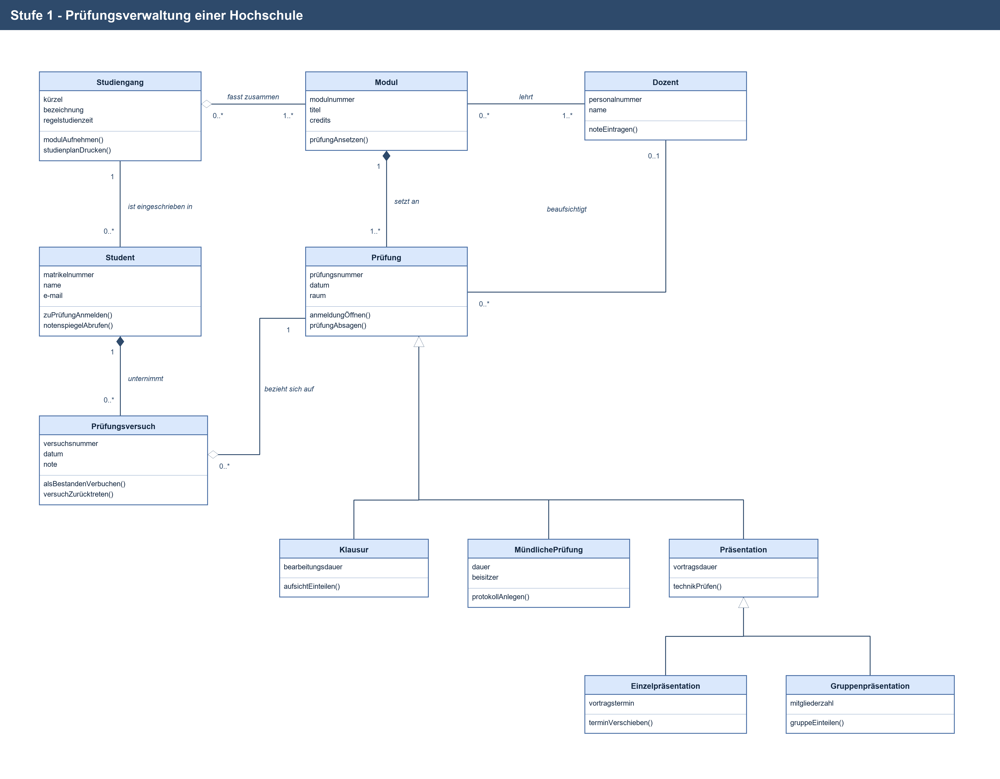 Stufe 1 - Prüfungsverwaltung einer Hochschule
Studiengang
kürzel
bezeichnung
regelstudienzeit
modulAufnehmen()
studienplanDrucken()
fasst zusammen
0..*
1..*
Modul
modulnummer
titel
credits
prüfungAnsetzen()
lehrt
0..*
1..*
Dozent
personalnummer
name
noteEintragen()
1
ist eingeschrieben in
0..*
1
setzt an
1..*
0..1
beaufsichtigt
0..*
Student
matrikelnummer
name
e-mail
zuPrüfungAnmelden()
notenspiegelAbrufen()
Prüfung
prüfungsnummer
datum
raum
anmeldungÖffnen()
prüfungAbsagen()
1
unternimmt
0..*
1
bezieht sich auf
0..*
Prüfungsversuch
versuchsnummer
datum
note
alsBestandenVerbuchen()
versuchZurücktreten()
Klausur
bearbeitungsdauer
aufsichtEinteilen()
MündlichePrüfung
dauer
beisitzer
protokollAnlegen()
Präsentation
vortragsdauer
technikPrüfen()
Einzelpräsentation
vortragstermin
terminVerschieben()
Gruppenpräsentation
mitgliederzahl
gruppeEinteilen()